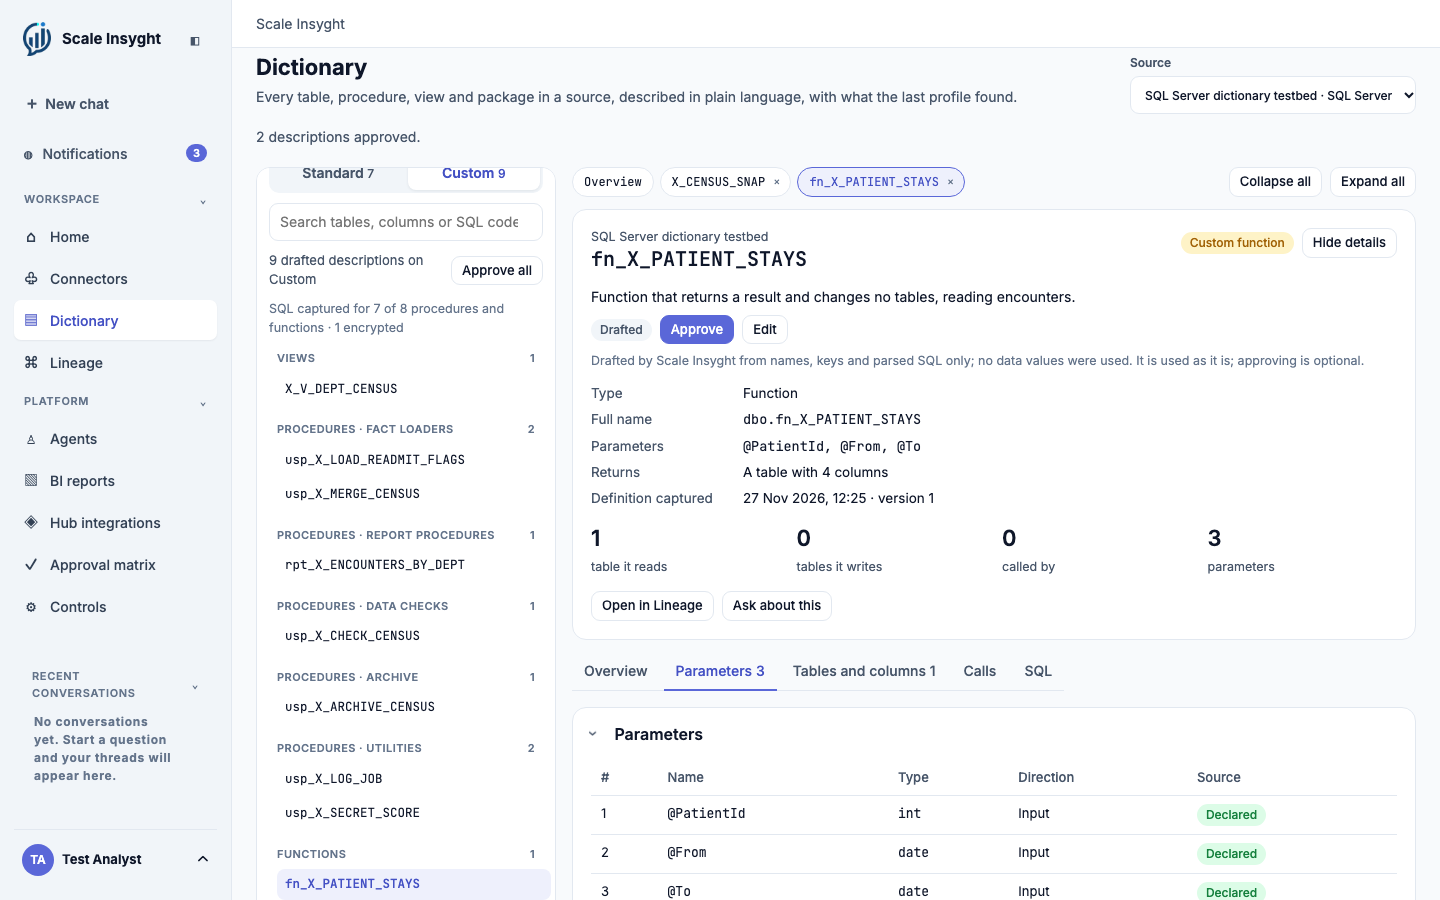 Scale Insyght
+ New chat
Notifications 3
WORKSPACE
Home
Connectors
Dictionary
Lineage
PLATFORM
Agents
BI reports
Hub integrations
Approval matrix
Controls
RECENT
CONVERSATIONS
No conversations
yet. Start a question
and your threads will
appear here.
TA Test Analyst
Scale Insyght
Dictionary
Every table, procedure, view and package in a source, described in plain language, with what the last profile found.
Source
SQL Server dictionary testbed · SQL Server
2 descriptions approved.
Standard 7 Custom 9
Search tables, columns or SQL code
9 drafted descriptions on
Custom
Approve all
SQL captured for 7 of 8 procedures and
functions · 1 encrypted
VIEWS 1
X_V_DEPT_CENSUS
PROCEDURES · FACT LOADERS 2
usp_X_LOAD_READMIT_FLAGS
usp_X_MERGE_CENSUS
PROCEDURES · REPORT PROCEDURES 1
rpt_X_ENCOUNTERS_BY_DEPT
PROCEDURES · DATA CHECKS 1
usp_X_CHECK_CENSUS
PROCEDURES · ARCHIVE 1
usp_X_ARCHIVE_CENSUS
PROCEDURES · UTILITIES 2
usp_X_LOG_JOB
usp_X_SECRET_SCORE
FUNCTIONS 1
fn_X_PATIENT_STAYS
Overview X_CENSUS_SNAP × fn_X_PATIENT_STAYS × Collapse all Expand all
SQL Server dictionary testbed
fn_X_PATIENT_STAYS
Custom function Hide details
Function that returns a result and changes no tables, reading encounters.
Drafted Approve Edit
Drafted by Scale Insyght from names, keys and parsed SQL only; no data values were used. It is used as it is; approving is optional.
Type Function
Full name dbo.fn_X_PATIENT_STAYS
Parameters @PatientId, @From, @To
Returns A table with 4 columns
Definition captured 27 Nov 2026, 12:25 · version 1
1 0 0 3
table it reads tables it writes called by parameters
Open in Lineage Ask about this
Overview Parameters 3 Tables and columns 1 Calls SQL
Parameters
# Name Type Direction Source
1 @PatientId int Input Declared
2 @From date Input Declared
3 @To date Input Declared